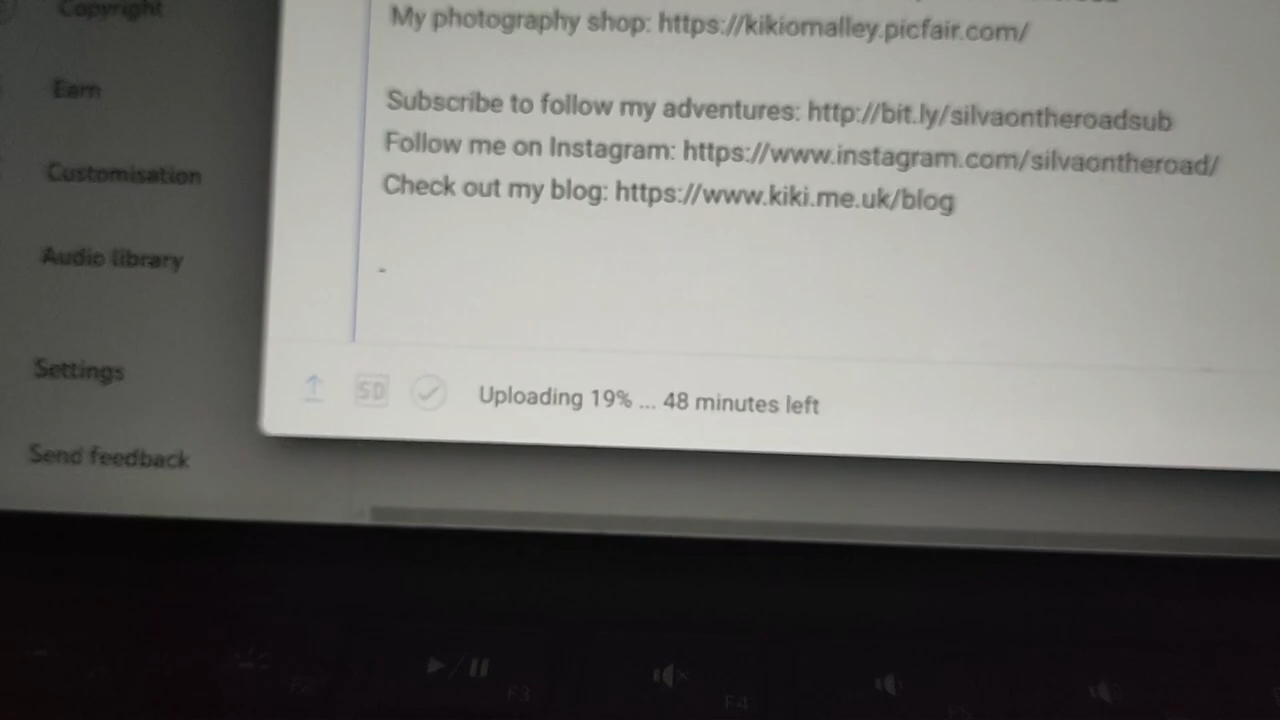 Copyright
Earn
Customisation
Audio library
Settings
Send feedback
My photography shop: https://kikiomalley.picfair.com/
Subscribe to follow my adventures: http://bit.ly/silvaontheroadsub
Follow me on Instagram: https://www.instagram.com/silvaontheroad/
Check out my blog: https://www.kiki.me.uk/blog
-
SD
Uploading 19% ... 48 minutes left
F3
F4